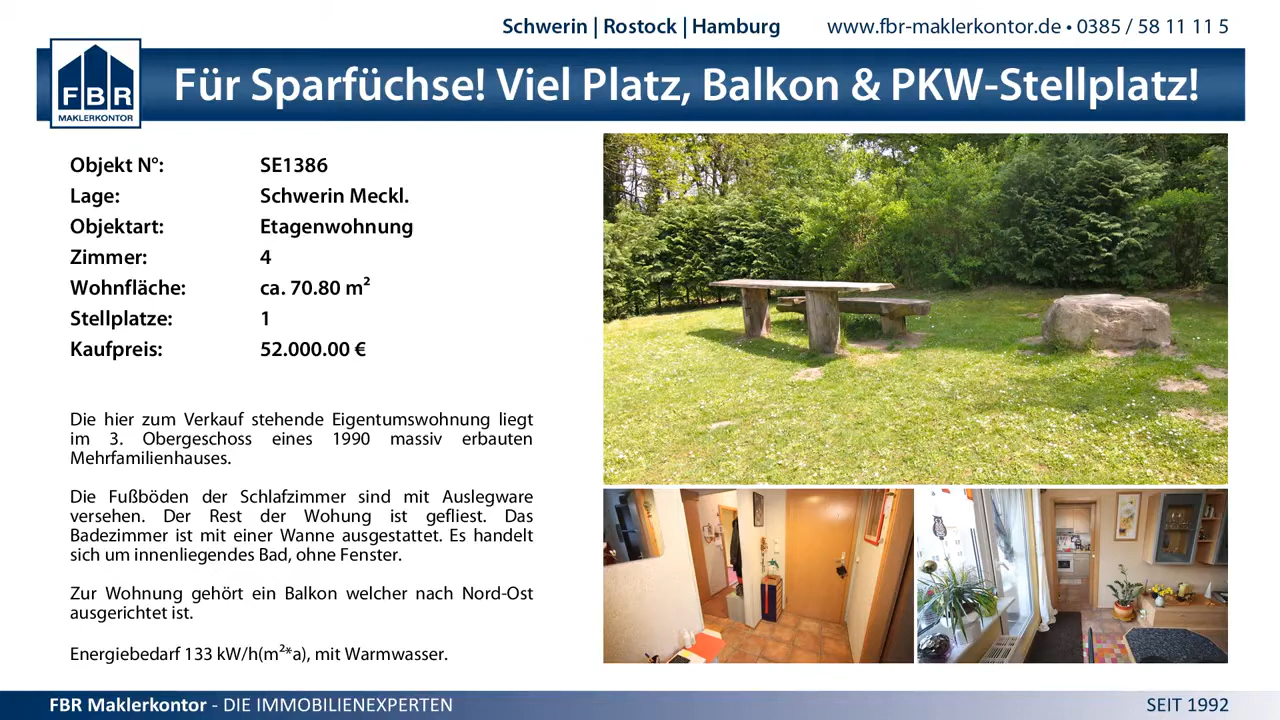 Schwerin | Rostock | Hamburg www.fbr-maklerkontor.de • 0385 / 58 11 11 5
FBR
MAKLERKONTOR
Für Sparfüchse! Viel Platz, Balkon & PKW-Stellplatz!
Objekt N°: SE1386
Lage: Schwerin Meckl.
Objektart: Etagenwohnung
Zimmer: 4
Wohnfläche: ca. 70.80 m²
Stellplatze: 1
Kaufpreis: 52.000.00 €
Die hier zum Verkauf stehende Eigentumswohnung liegt
im 3. Obergeschoss eines 1990 massiv erbauten
Mehrfamilienhauses.
Die Fußböden der Schlafzimmer sind mit Auslegware
versehen. Der Rest der Wohung ist gefliest. Das
Badezimmer ist mit einer Wanne ausgestattet. Es handelt
sich um innenliegendes Bad, ohne Fenster.
Zur Wohnung gehört ein Balkon welcher nach Nord-Ost
ausgerichtet ist.
Energiebedarf 133 kW/h(m²*a), mit Warmwasser.
FBR Maklerkontor - DIE IMMOBILIENEXPERTEN SEIT 1992